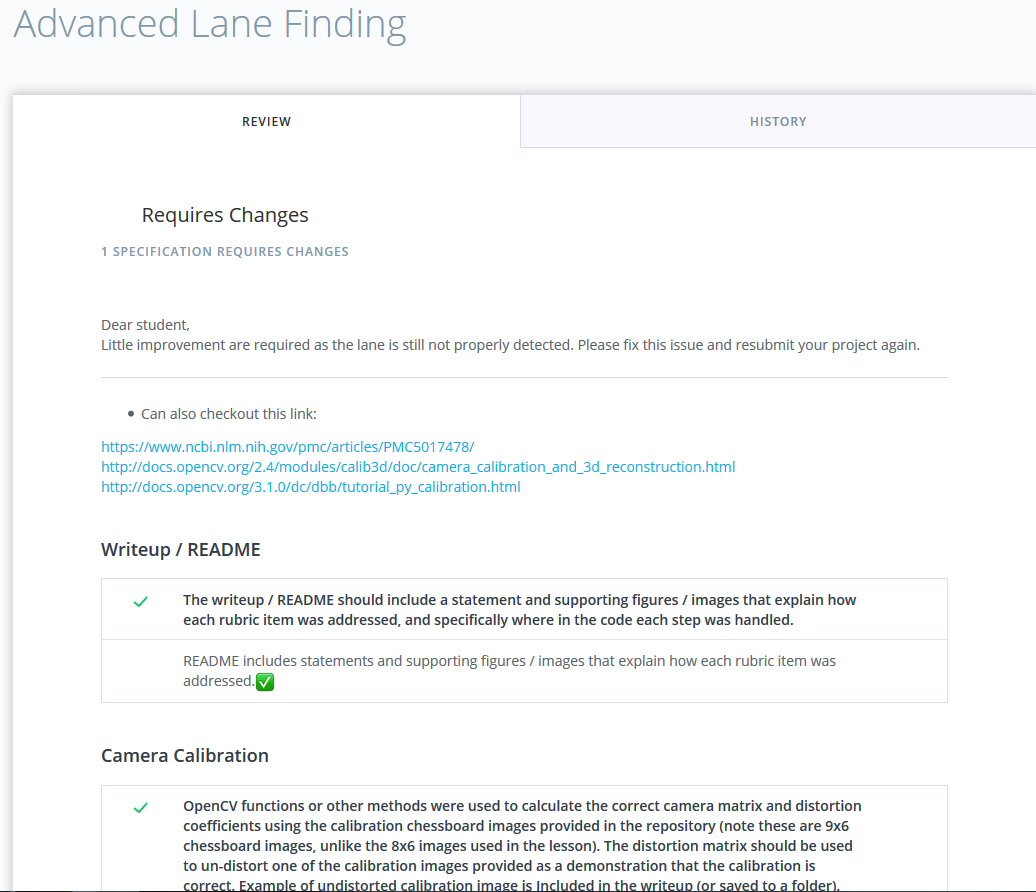 Advanced Lane Finding
REVIEW
HISTORY
Requires Changes
1 SPECIFICATION REQUIRES CHANGES
Dear student,
Little improvement are required as the lane is still not properly detected. Please fix this issue and resubmit your project again.
Can also checkout this link:
https://www.ncbi.nlm.nih.gov/pmc/articles/PMC5017478/
http://docs.opencv.org/2.4/modules/calib3d/doc/camera_calibration_and_3d_reconstruction.html
http://docs.opencv.org/3.1.0/dc/dbb/tutorial_py_calibration.html
Writeup / README
The writeup / README should include a statement and supporting figures / images that explain how
each rubric item was addressed, and specifically where in the code each step was handled.
README includes statements and supporting figures / images that explain how each rubric item was
addressed.✅
Camera Calibration
OpenCV functions or other methods were used to calculate the correct camera matrix and distortion
coefficients using the calibration chessboard images provided in the repository (note these are 9x6
chessboard images, unlike the 8x6 images used in the lesson). The distortion matrix should be used
to un-distort one of the calibration images provided as a demonstration that the calibration is
correct. Example of undistorted calibration image is Included in the writeup (or saved to a folder).